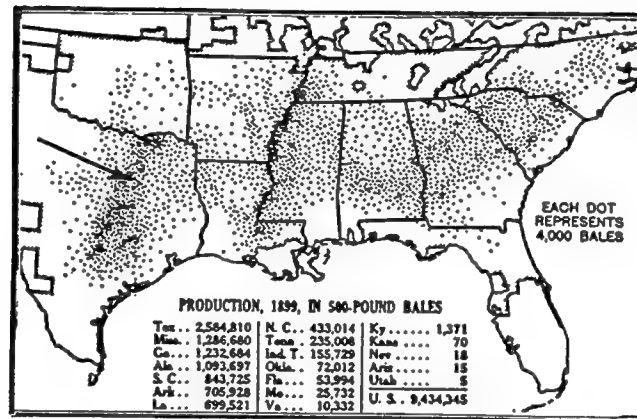 EACH DOT
REPRESENTS
4,000 BALES
PRODUCTION, 1899, IN 500-POUND BALES
Tex.. 2,584,810
Miss. 1,286,680
Ga... 1,232,684
Ala.. 1,093,697
S. C.. 843,725
Ark.. 705,928
La... 699,521
N. C.. 433,014
Tenn. 235,008
Ind. T. 155,729
Okla. 72,012
Fla... 53,994
Mo... 25,732
Va... 10,332
Ky...... 1,371
Kans.... 70
Nev.... 18
Ariz.... 15
Utah.... 5
U. S.. 9,434,345